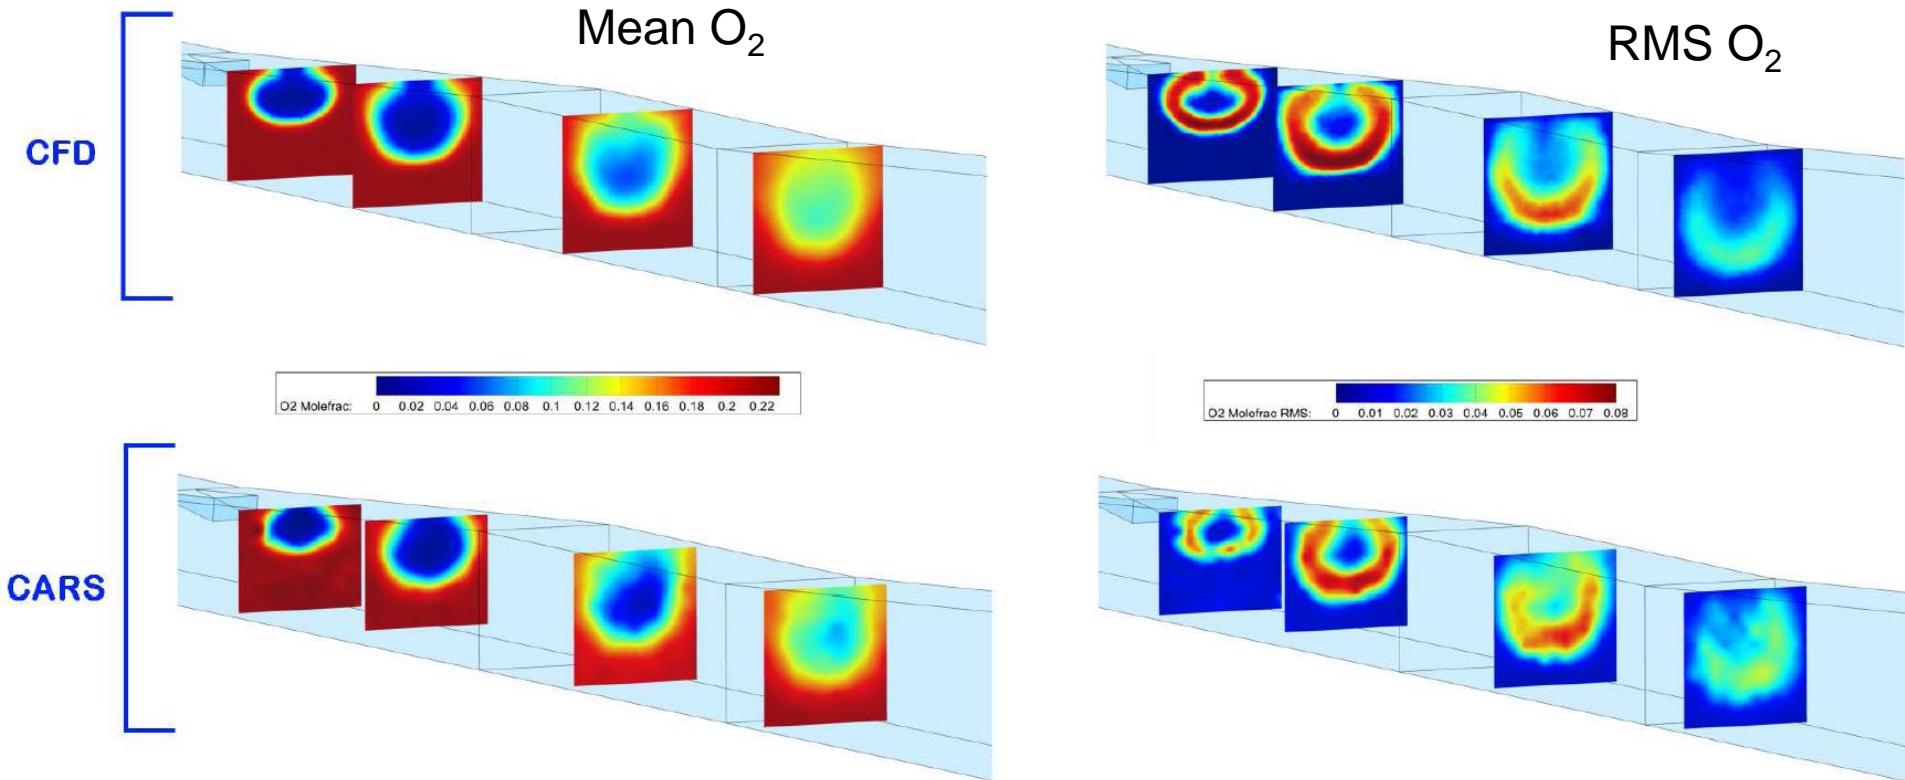 Mean O₂
RMS O₂
CFD
O2 Molefrac: 0 0.02 0.04 0.06 0.08 0.1 0.12 0.14 0.16 0.18 0.2 0.22
O2 Molefrac RMS: 0 0.01 0.02 0.03 0.04 0.05 0.06 0.07 0.08
CARS